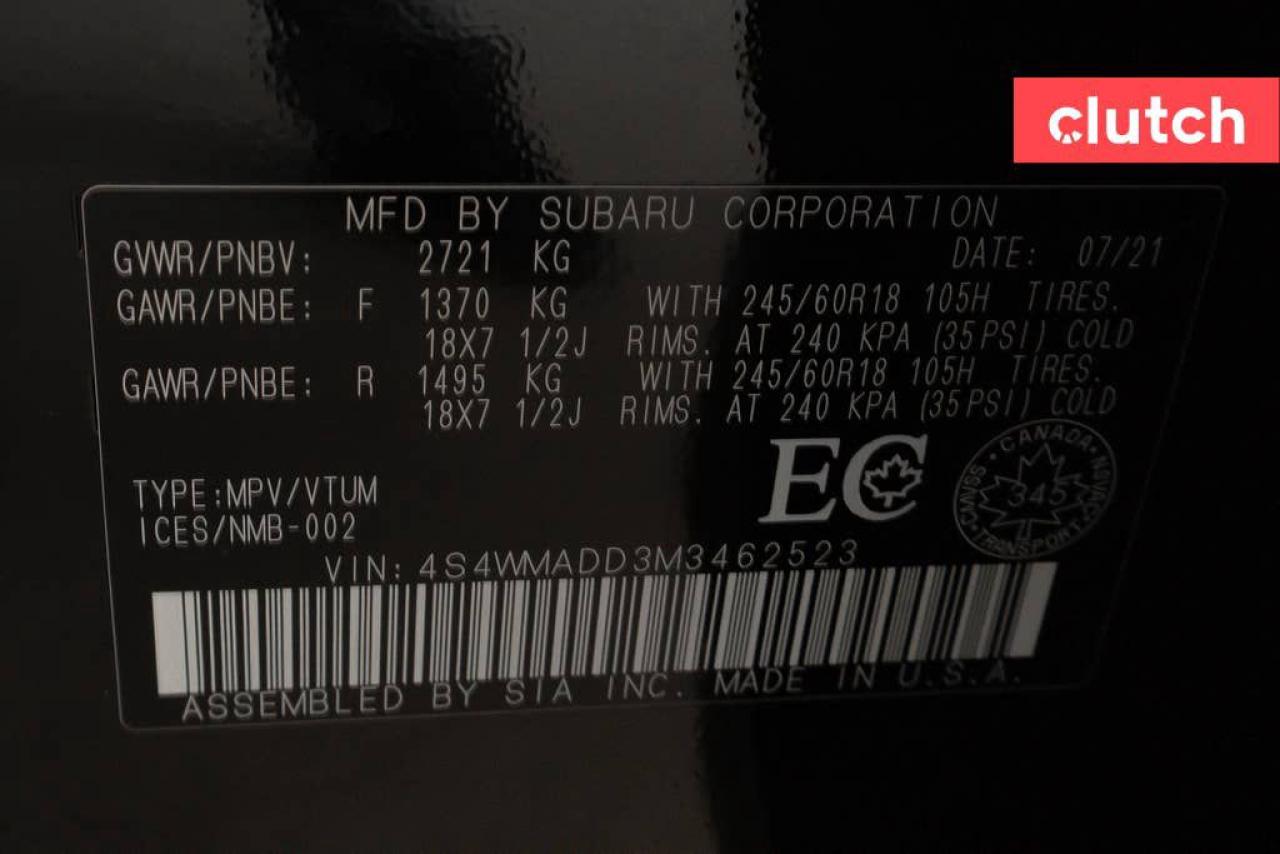 clutch
MFD BY SUBARU CORPORATION
GVWR/PNBV: 2721 KG DATE: 07/21
GAWR/PNBE: F 1370 KG WITH 245/60R18 105H TIRES.
18X7 1/2J RIMS. AT 240 KPA (35PSI) COLD
GAWR/PNBE: R 1495 KG WITH 245/60R18 105H TIRES.
18X7 1/2J RIMS. AT 240 KPA (35PSI) COLD
EC
CANADA
345
TRANSPORT
TYPE:MPV/VTUM
ICES/NMB-002
VIN: 4S4WMADD3M3462523
ASSEMBLED BY SIA INC. MADE IN U.S.A.